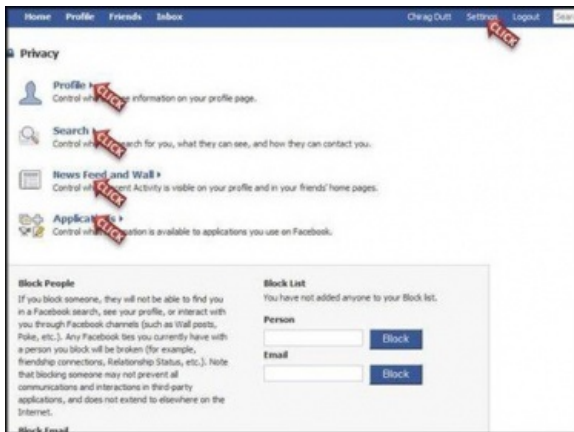 Home Profile Friends Inbox Chirag Dutt Settings Logout Sear
CLICK
Privacy
Profile
CLICK
Control wh information on your profile page.
Search
CLICK
Control wh earch for you, what they can see, and how they can contact you.
News Feed and Wall
CLICK
Control wh ecent Activity is visible on your profile and in your friends' home pages.
Applications
CLICK
Control wh mation is available to applications you use on Facebook.
Block People
If you block someone, they will not be able to find you
in a Facebook search, see your profile, or interact with
you through Facebook channels (such as Wall posts,
Poke, etc.). Any Facebook ties you currently have with
a person you block will be broken (for example,
friendship connections, Relationship Status, etc.). Note
that blocking someone may not prevent all
communications and interactions in third-party
applications, and does not extend to elsewhere on the
Internet.
Block Email
Block List
You have not added anyone to your Block list.
Person
Block
Email
Block